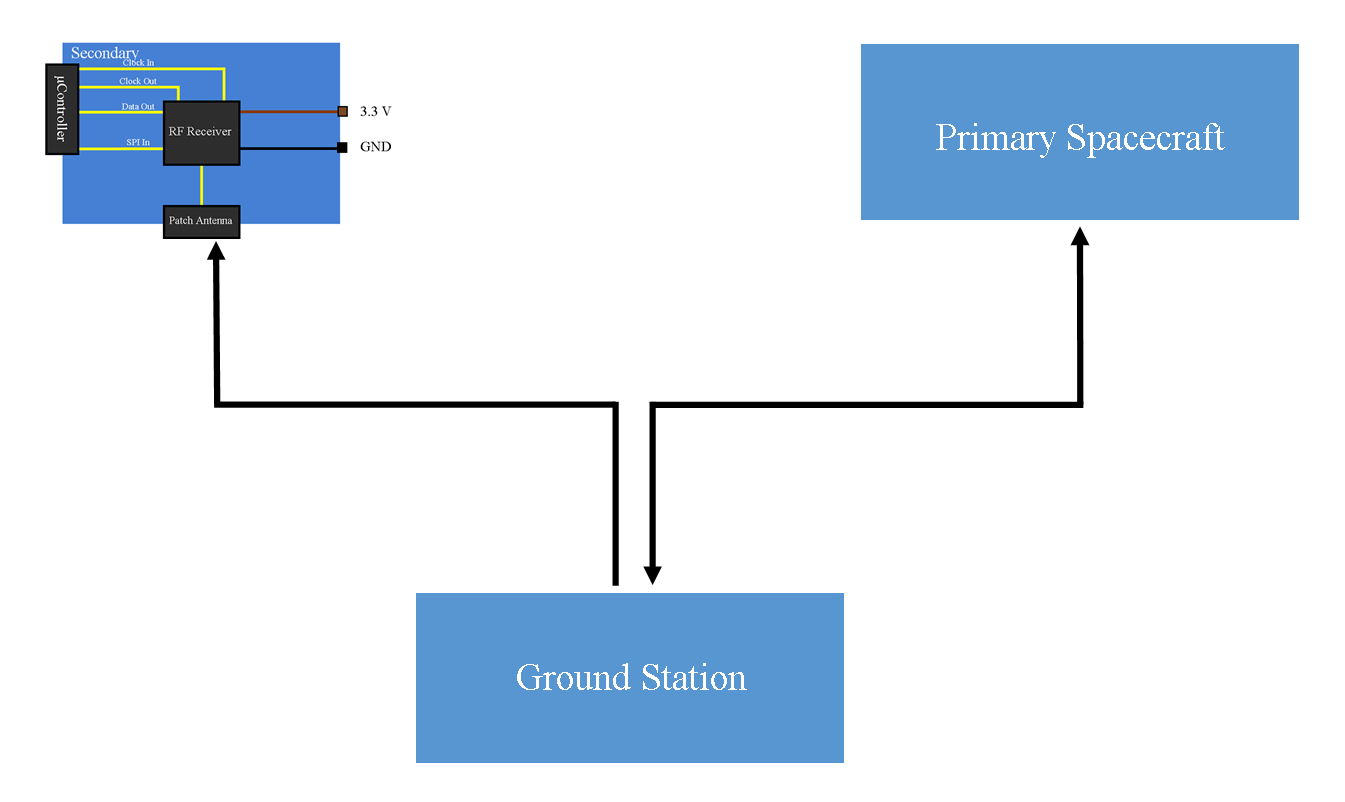 Secondary
Clock In
Clock Out
Data Out
SPI In
μController
RF Receiver
Patch Antenna
3.3 V
GND
Primary Spacecraft
Ground Station